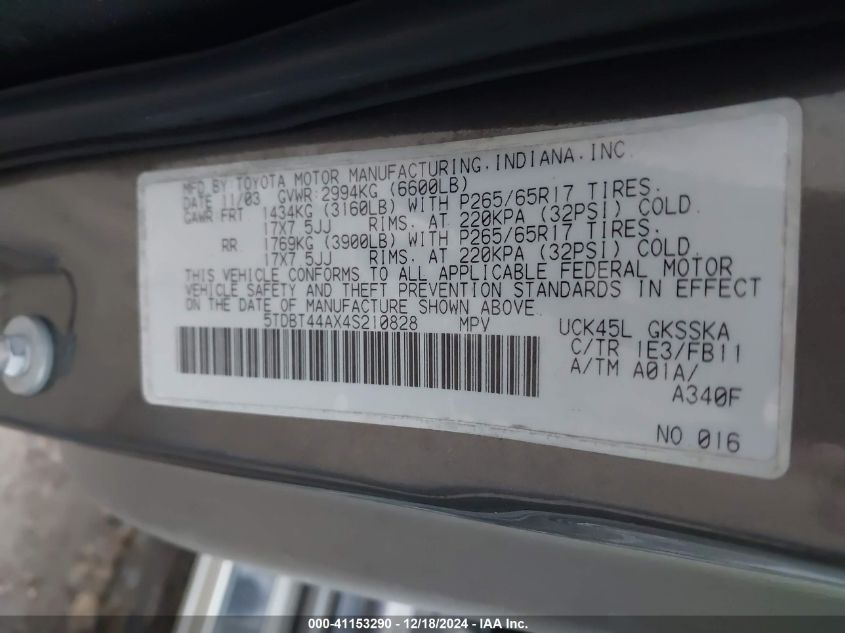 MFD.BY:TOYOTA MOTOR MANUFACTURING.INDIANA.INC.
DATE 11/03 GVWR:2994KG (6600LB)
GAWR FRT 1434KG (3160LB) WITH P265/65R17 TIRES.
17X7.5JJ RIMS. AT 220KPA (32PSI) COLD.
RR 1769KG (3900LB) WITH P265/65R17 TIRES.
17X7.5JJ RIMS. AT 220KPA (32PSI) COLD.
THIS VEHICLE CONFORMS TO ALL APPLICABLE FEDERAL MOTOR
VEHICLE SAFETY AND THEFT PREVENTION STANDARDS IN EFFECT
ON THE DATE OF MANUFACTURE SHOWN ABOVE.
5TDBT44AX4S210828 MPV
UCK45L GKSSKA
C/TR 1E3/FB11
A/TM A01A/
A340F
NO 016
000-41153290 - 12/18/2024 - IAA Inc.